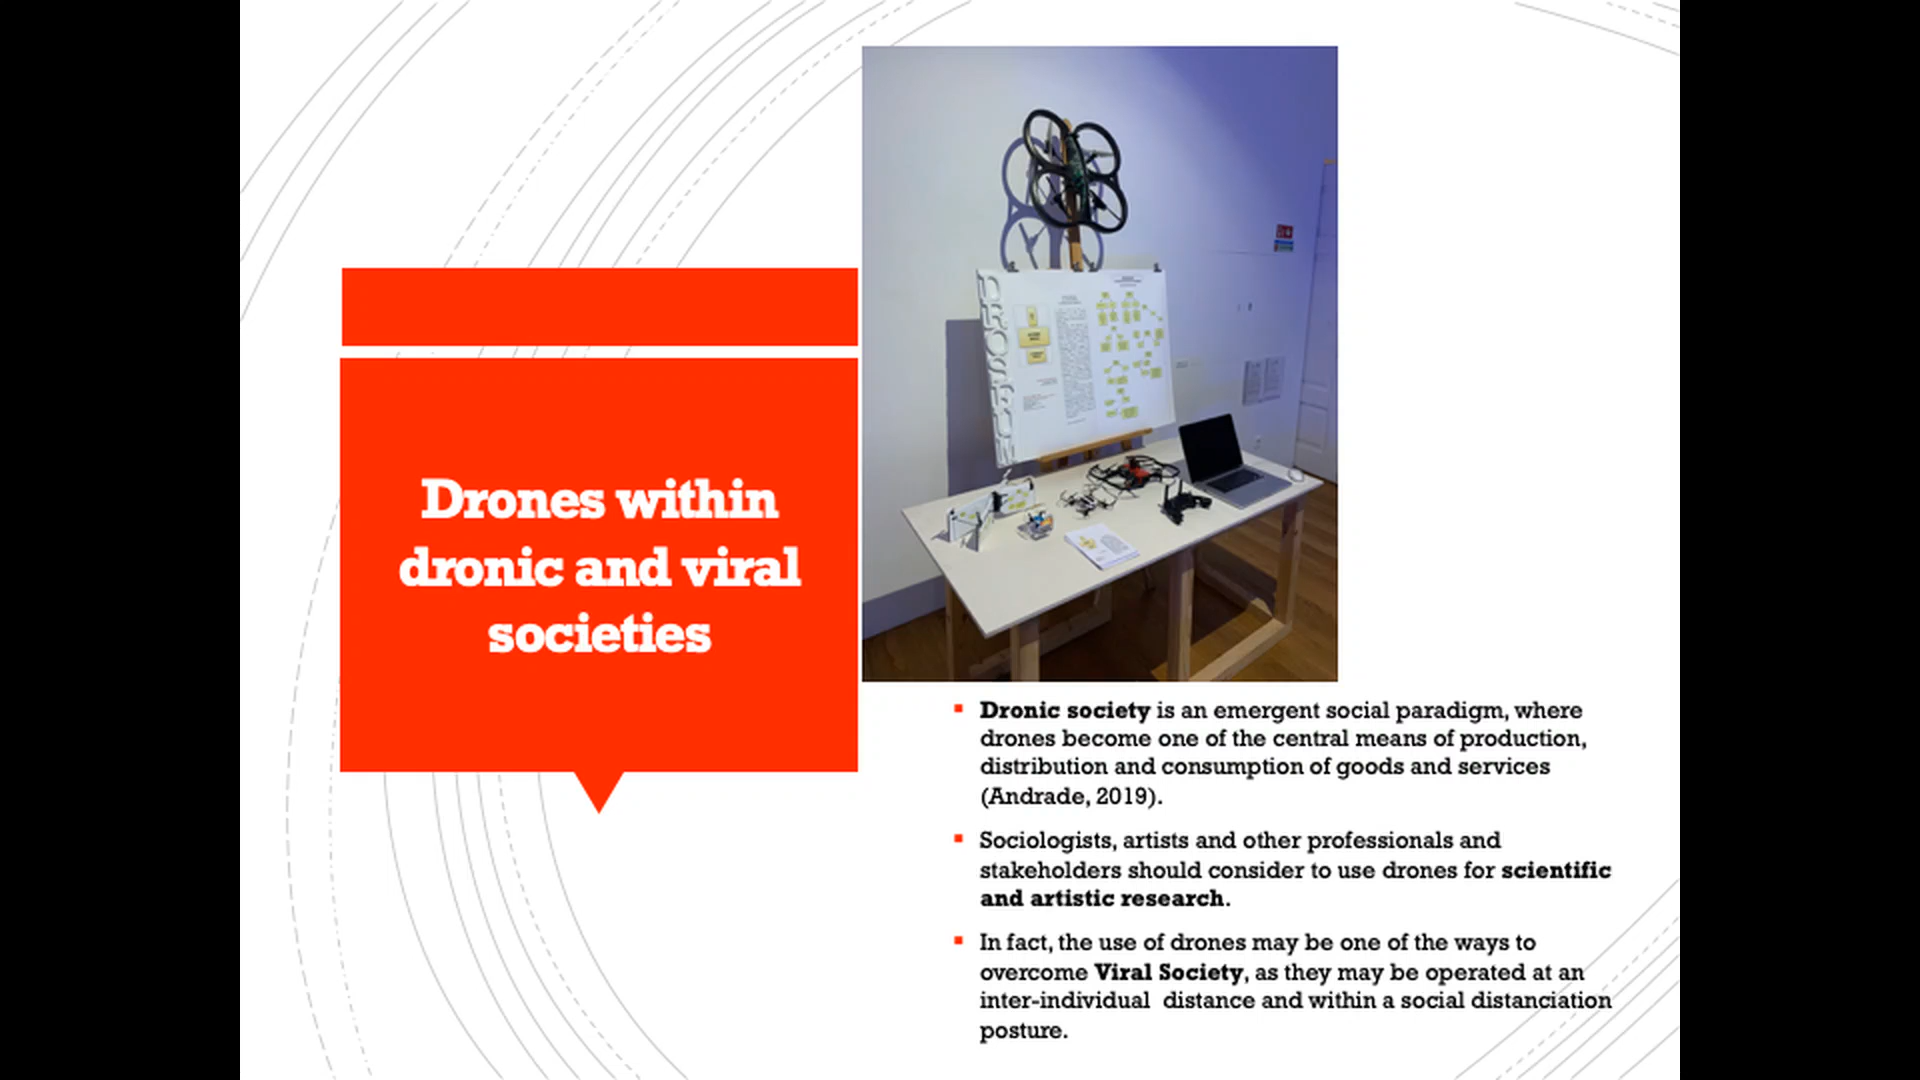 Drones within
dronic and viral
societies
DROSTRUM
Dronic society is an emergent social paradigm, where
drones become one of the central means of production,
distribution and consumption of goods and services
(Andrade, 2019).
Sociologists, artists and other professionals and
stakeholders should consider to use drones for scientific
and artistic research.
In fact, the use of drones may be one of the ways to
overcome Viral Society, as they may be operated at an
inter-individual  distance and within a social distanciation
posture.